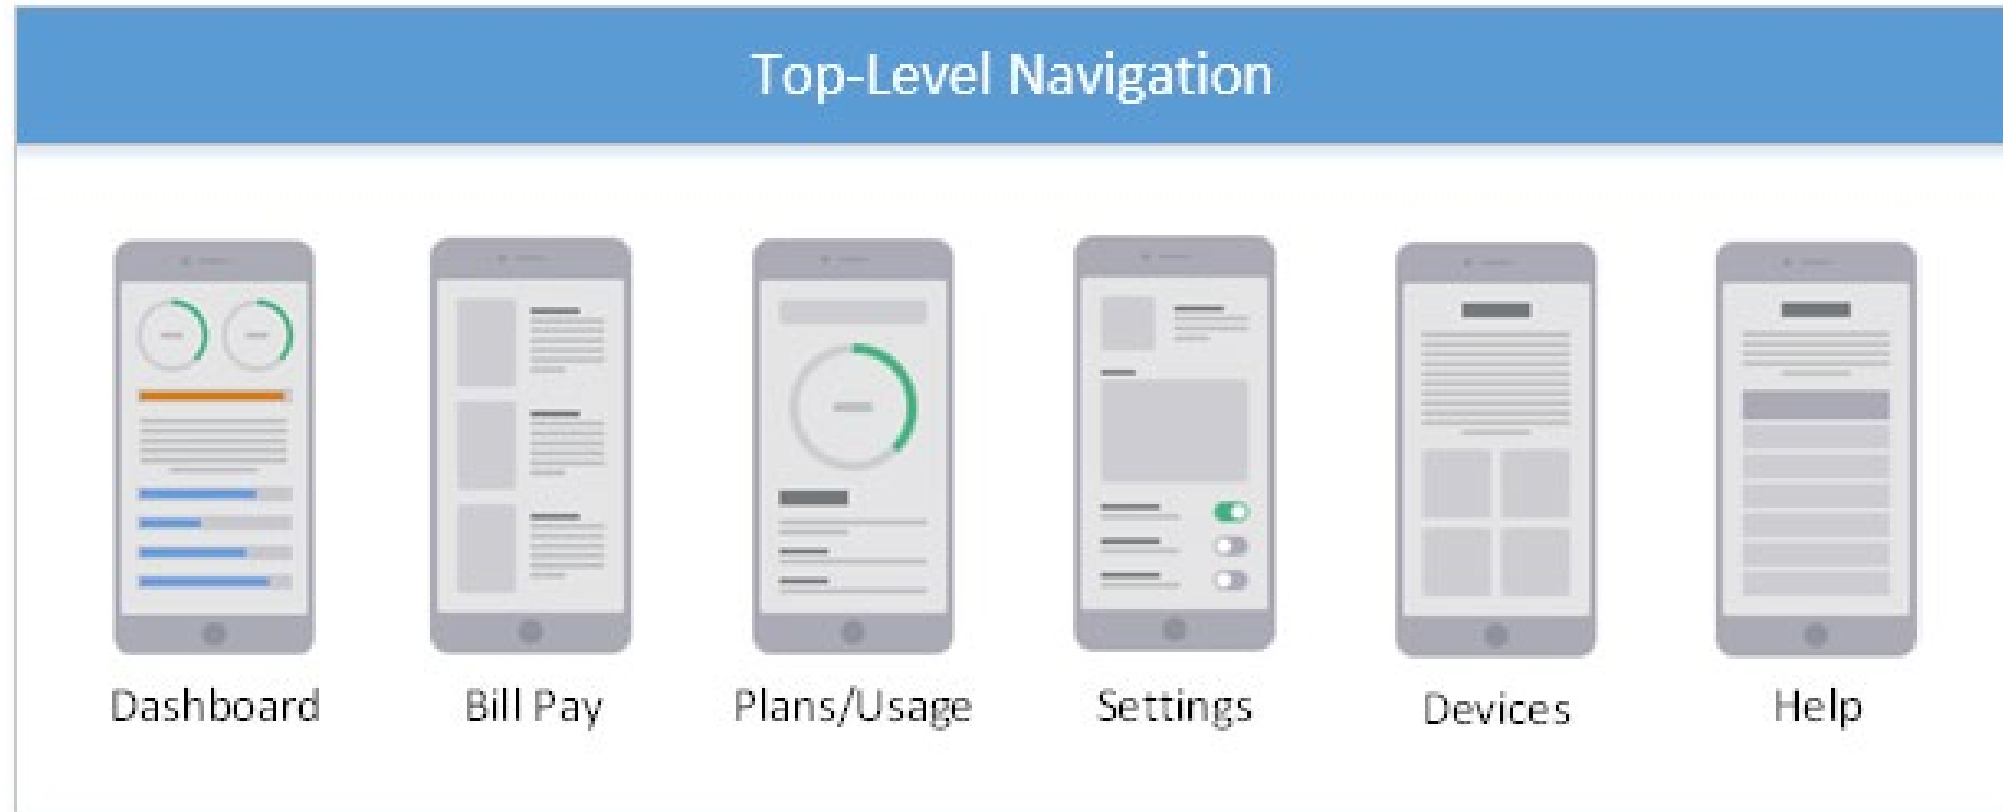 Top-Level Navigation
Dashboard
Bill Pay
Plans/Usage
Settings
Devices
Help